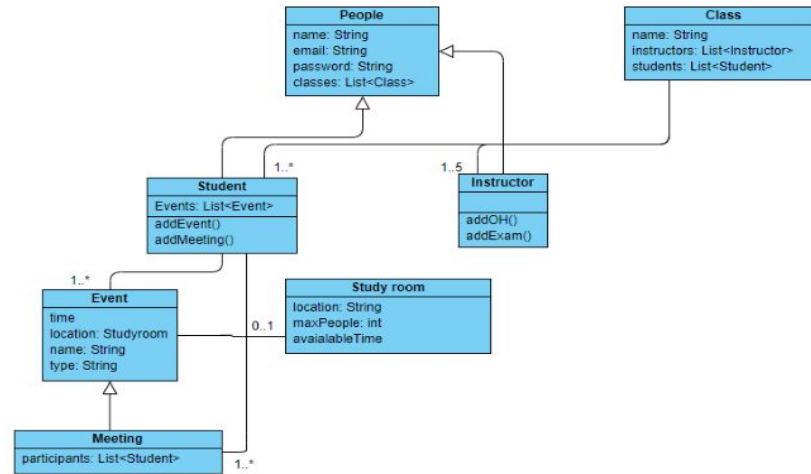 People
name: String
email: String
password: String
classes: List<Class>
Class
name: String
instructors: List<Instructor>
students: List<Student>
1..*
1..5
Student
Events: List<Event>
addEvent()
addMeeting()
Instructor
addOH()
addExam()
1..*
Event
time
location: Studyroom
name: String
type: String
0..1
Study room
location: String
maxPeople: int
avaialableTime
Meeting
participants: List<Student>
1..*